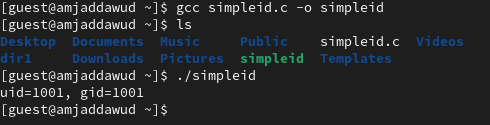 [guest@amjaddawud ~]$ gcc simpleid.c -o simpleid
[guest@amjaddawud ~]$ ls
Desktop Documents Music Public simpleid.c Videos
dir1 Downloads Pictures simpleid Templates
[guest@amjaddawud ~]$ ./simpleid
uid=1001, gid=1001
[guest@amjaddawud ~]$